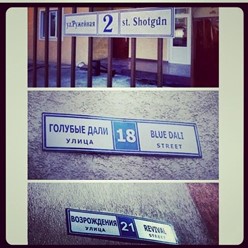 ул.Ружейная 2 st. Shotgun
ГОЛУБЫЕ ДАЛИ 18 BLUE DALI
УЛИЦА STREET
ВОЗРОЖДЕНИЯ 21 REVIVAL
УЛИЦА STREET